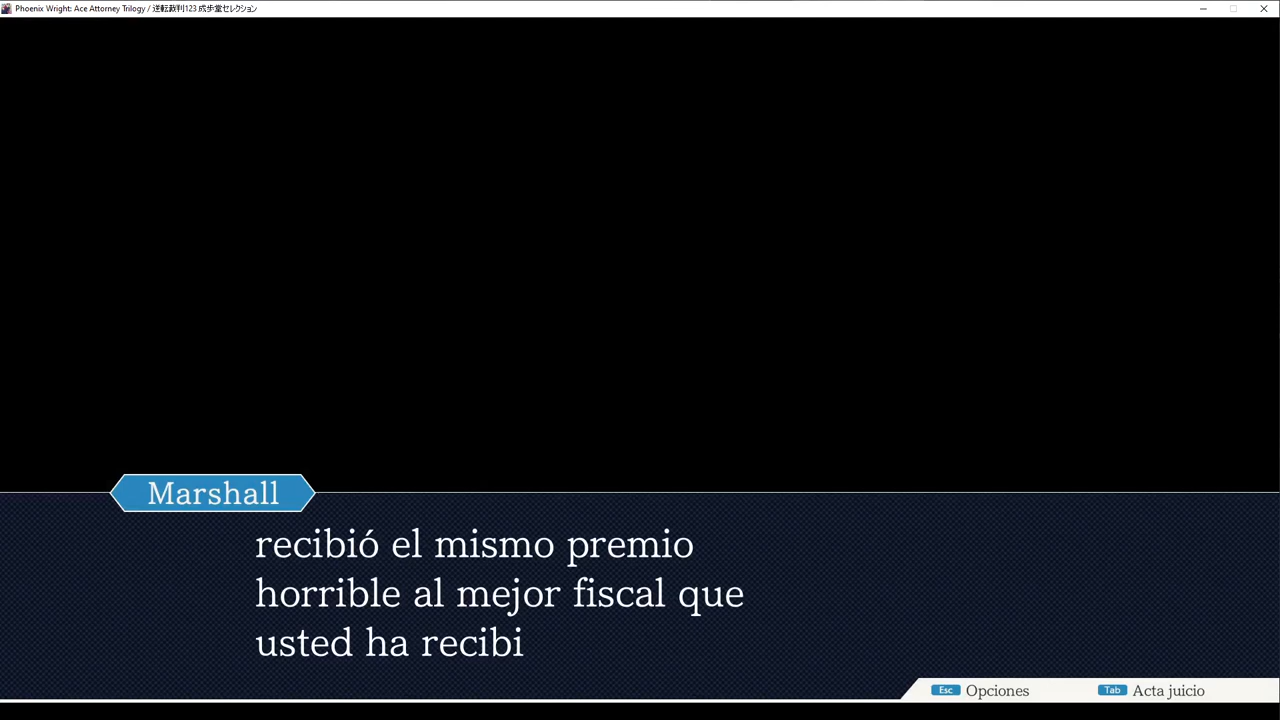 Phoenix Wright: Ace Attorney Trilogy / 逆転裁判123 成歩堂セレクション
Marshall
recibió el mismo premio
horrible al mejor fiscal que
usted ha recibi
Esc Opciones Tab Acta juicio